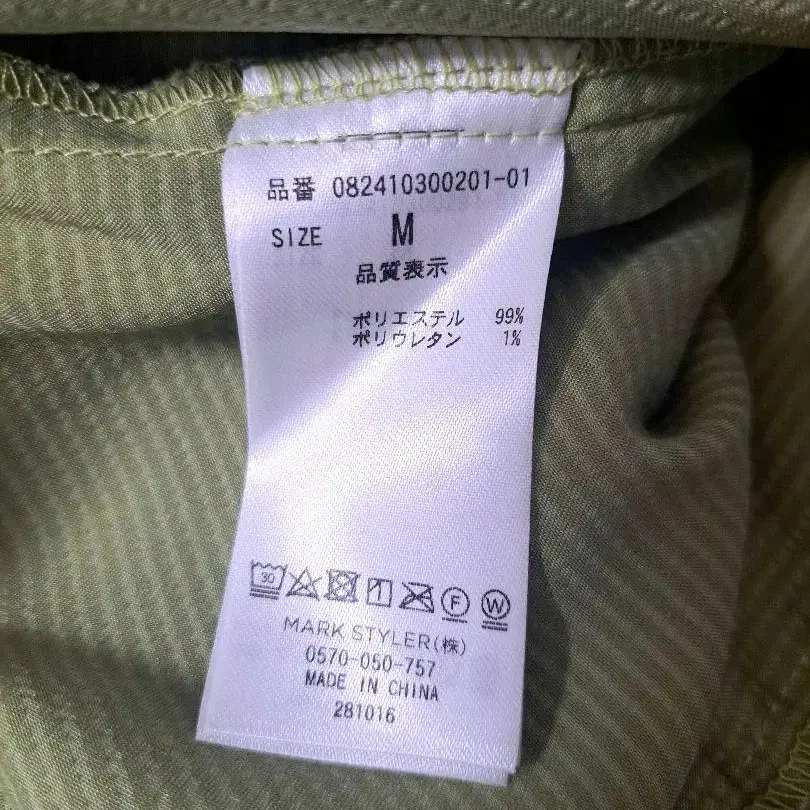 品番 082410300201-01
SIZE M
品質表示
ポリエステル 99%
ポリウレタン 1%
30 F W
MARK STYLER(株)
0570-050-757
MADE IN CHINA
281016